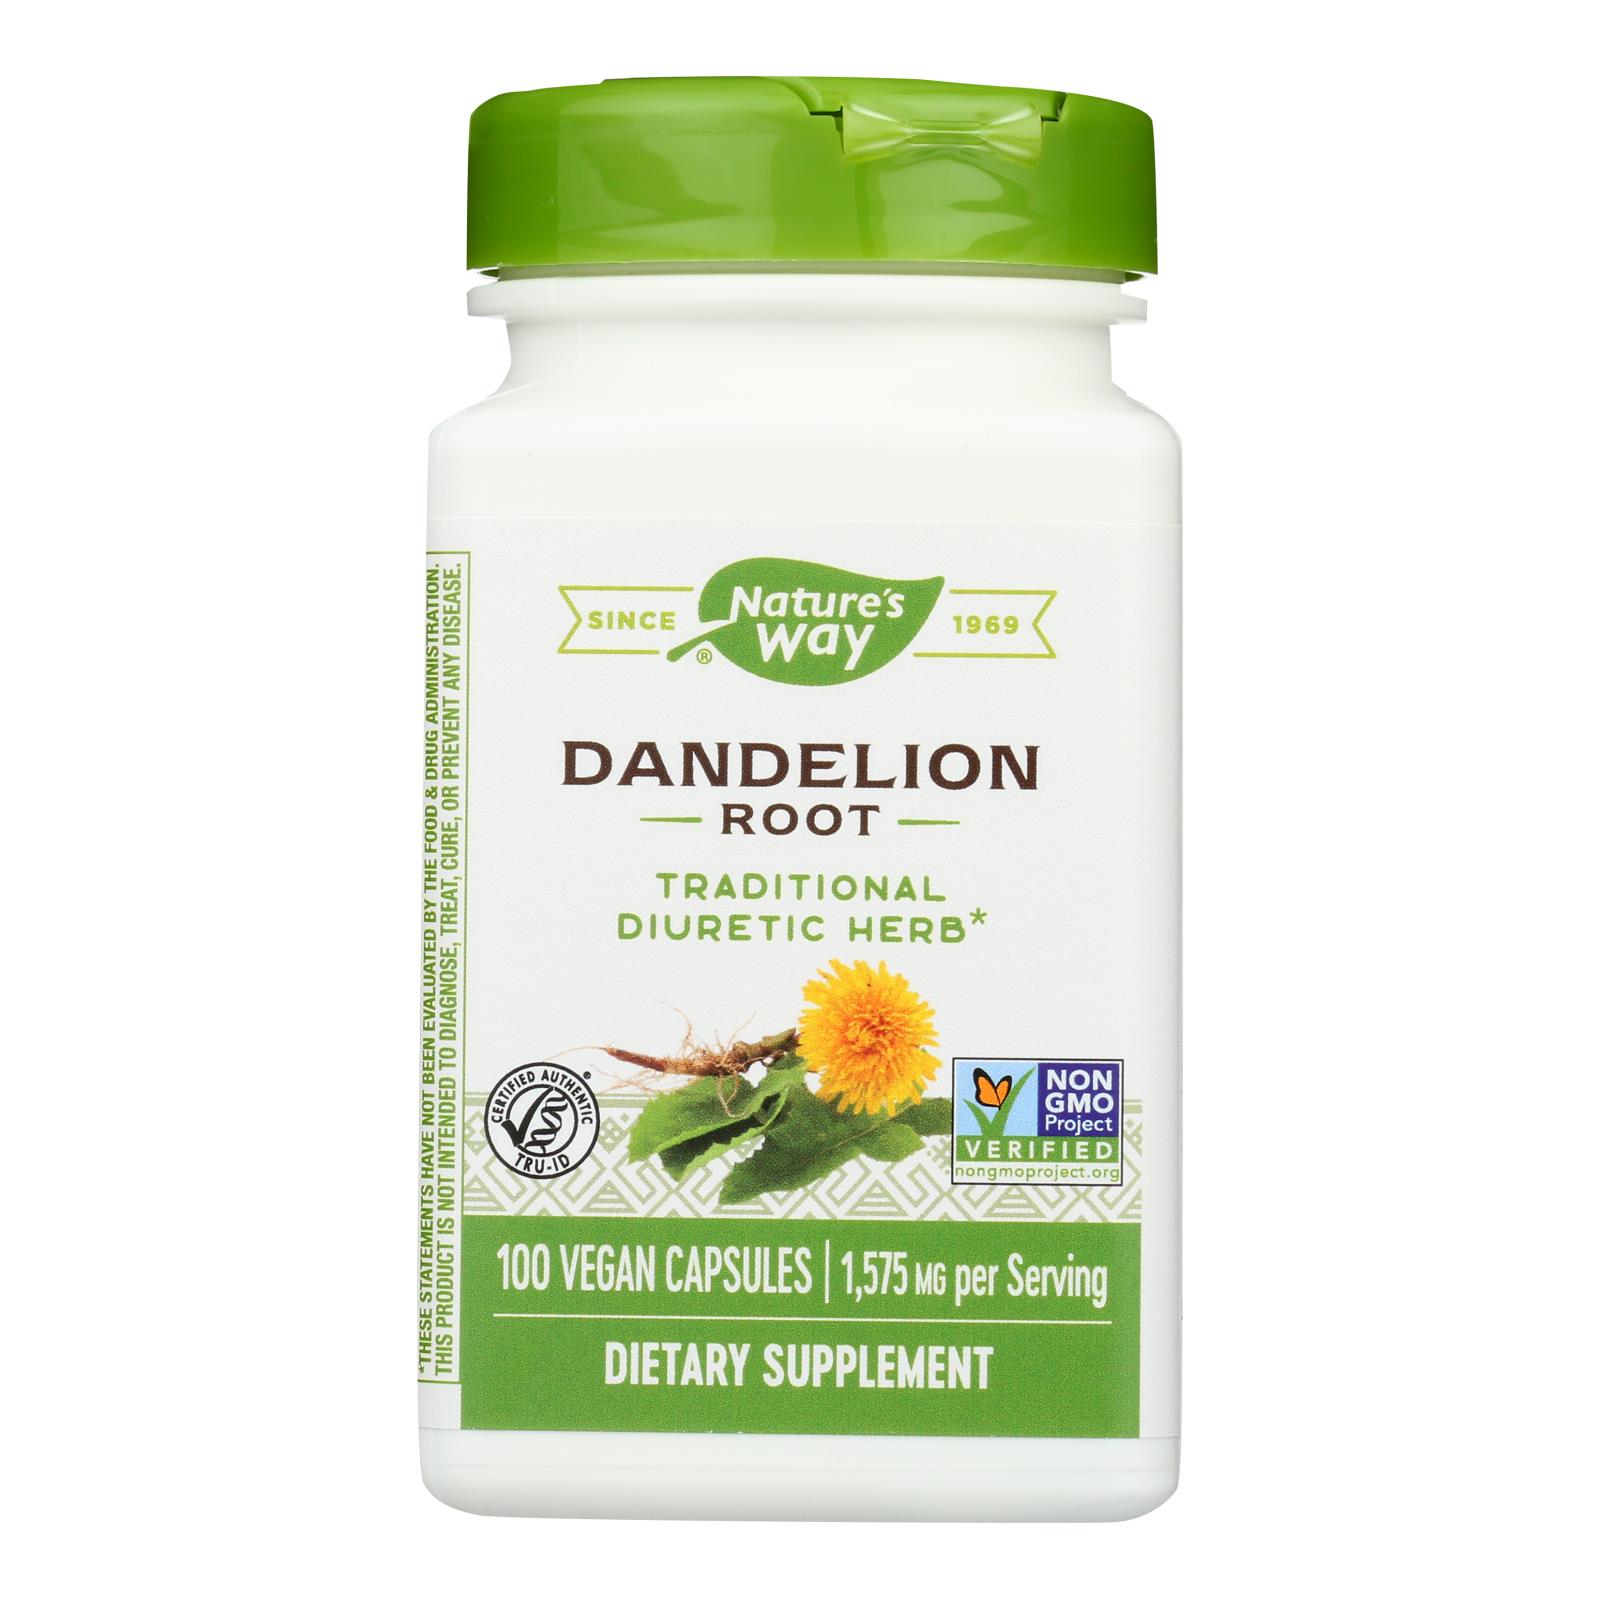 SINCE
Nature's
Way
®
1969
DANDELION
ROOT
TRADITIONAL
DIURETIC HERB*
CERTIFIED AUTHENTIC®
TRU-ID
NON
GMO
Project
VERIFIED
nongmoproject.org
100 VEGAN CAPSULES | 1,575 MG per Serving
DIETARY SUPPLEMENT
*THESE STATEMENTS HAVE NOT BEEN EVALUATED BY THE FOOD & DRUG ADMINISTRATION.
THIS PRODUCT IS NOT INTENDED TO DIAGNOSE, TREAT, CURE, OR PREVENT ANY DISEASE.